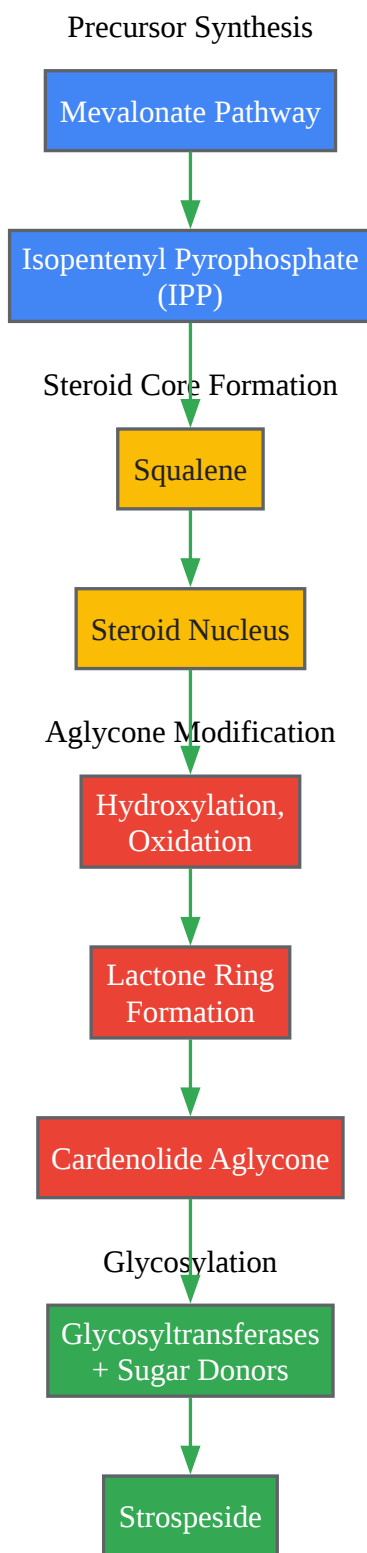 Precursor Synthesis
Mevalonate Pathway
Isopentenyl Pyrophosphate
(IPP)
Steroid Core Formation
Squalene
Steroid Nucleus
Aglycone Modification
Hydroxylation,
Oxidation
Lactone Ring
Formation
Cardenolide Aglycone
Glycosylation
Glycosyltransferases
+ Sugar Donors
Strospeside